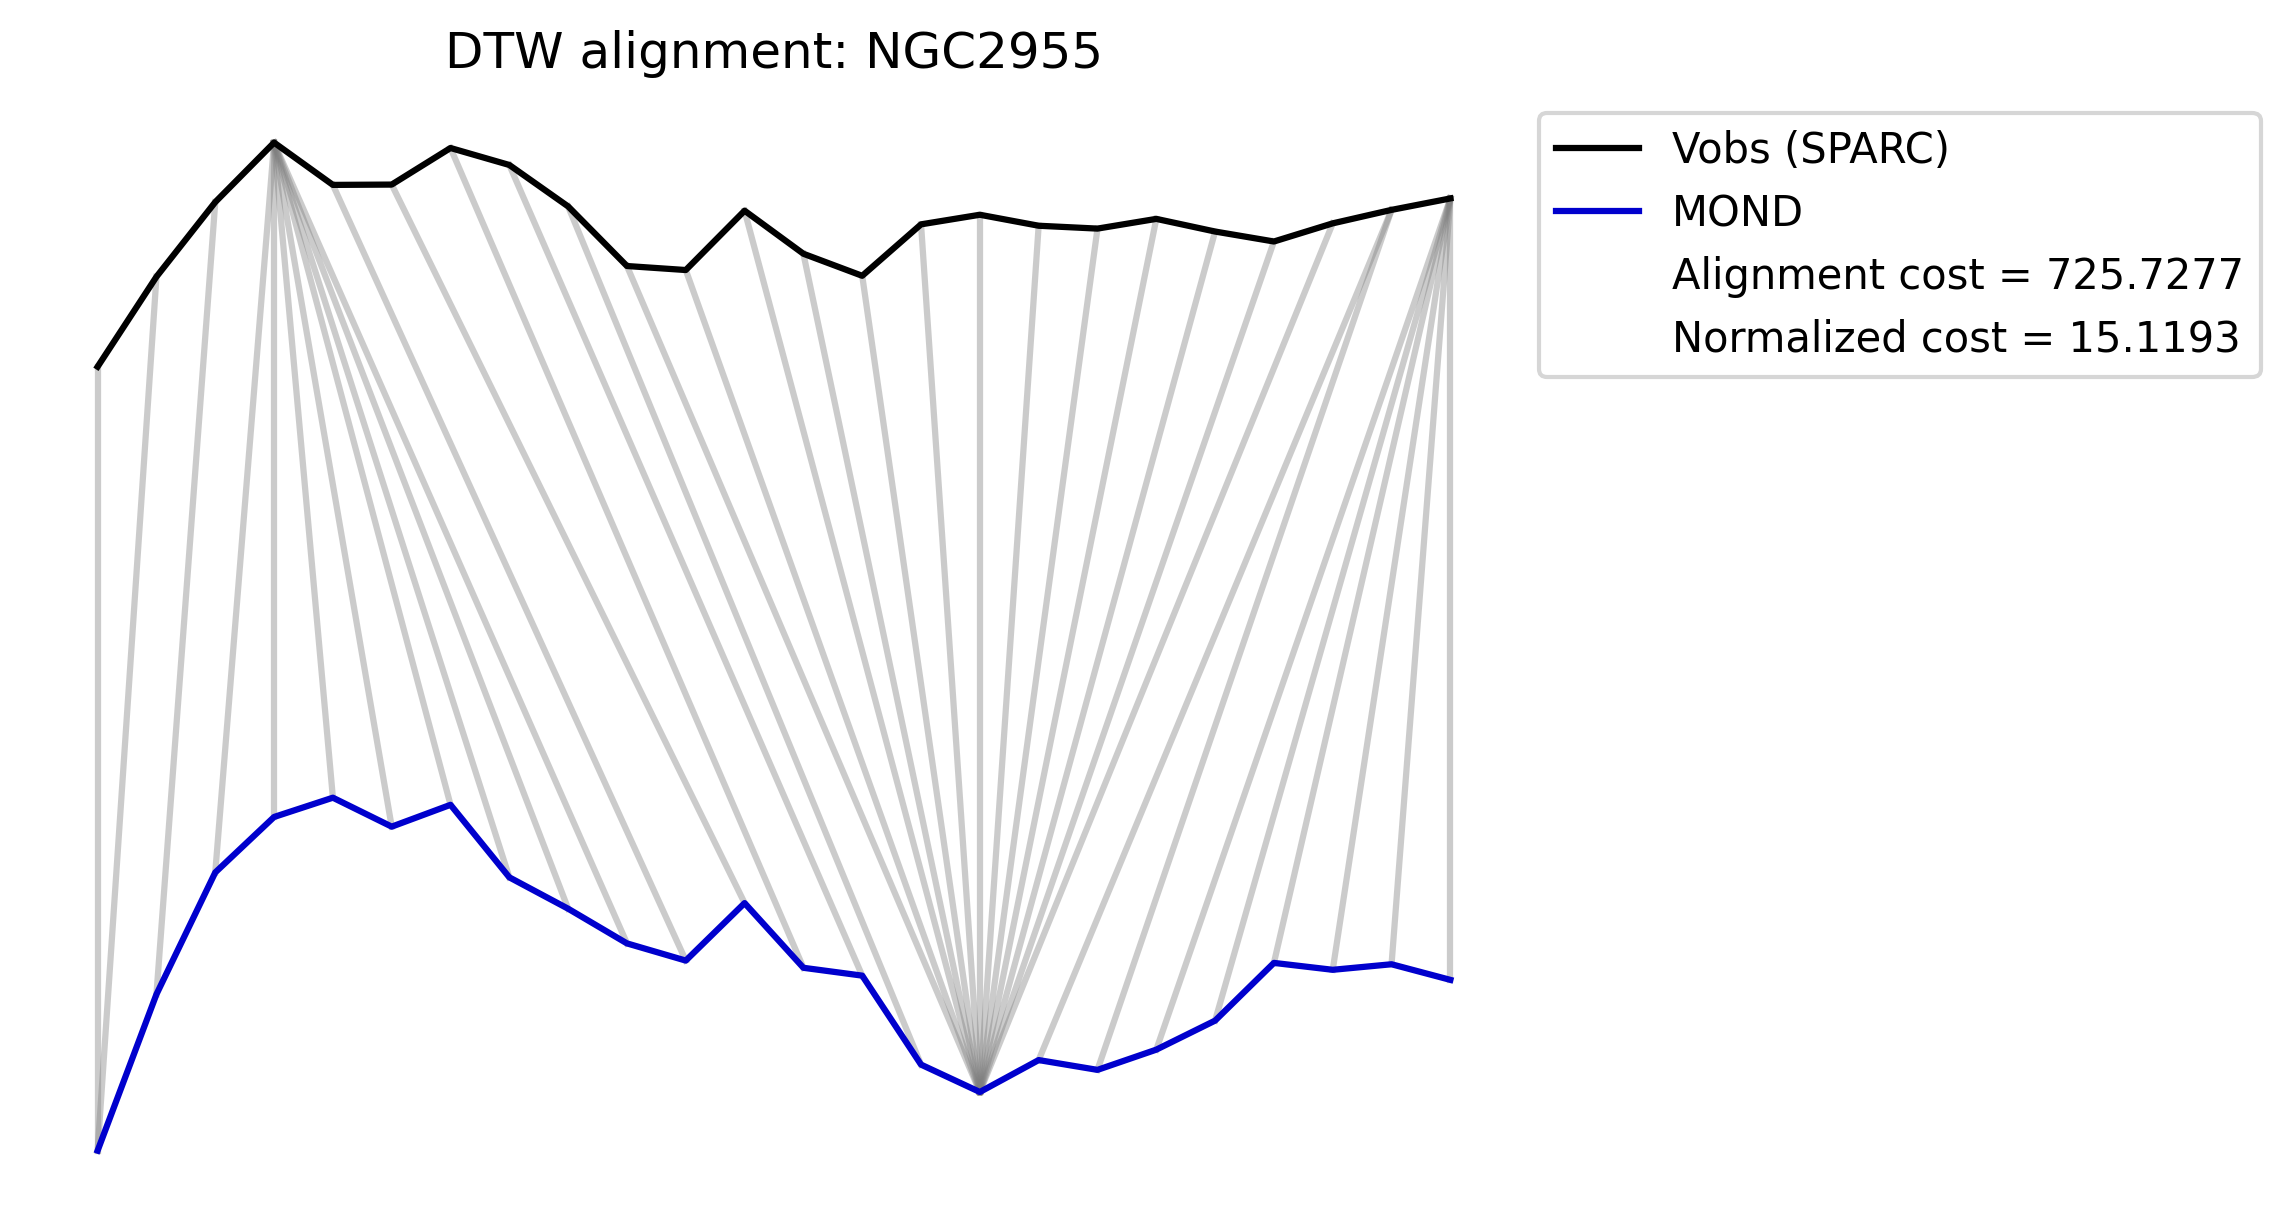 DTW alignment: NGC2955
Vobs (SPARC)
MOND
Alignment cost = 725.7277
Normalized cost = 15.1193